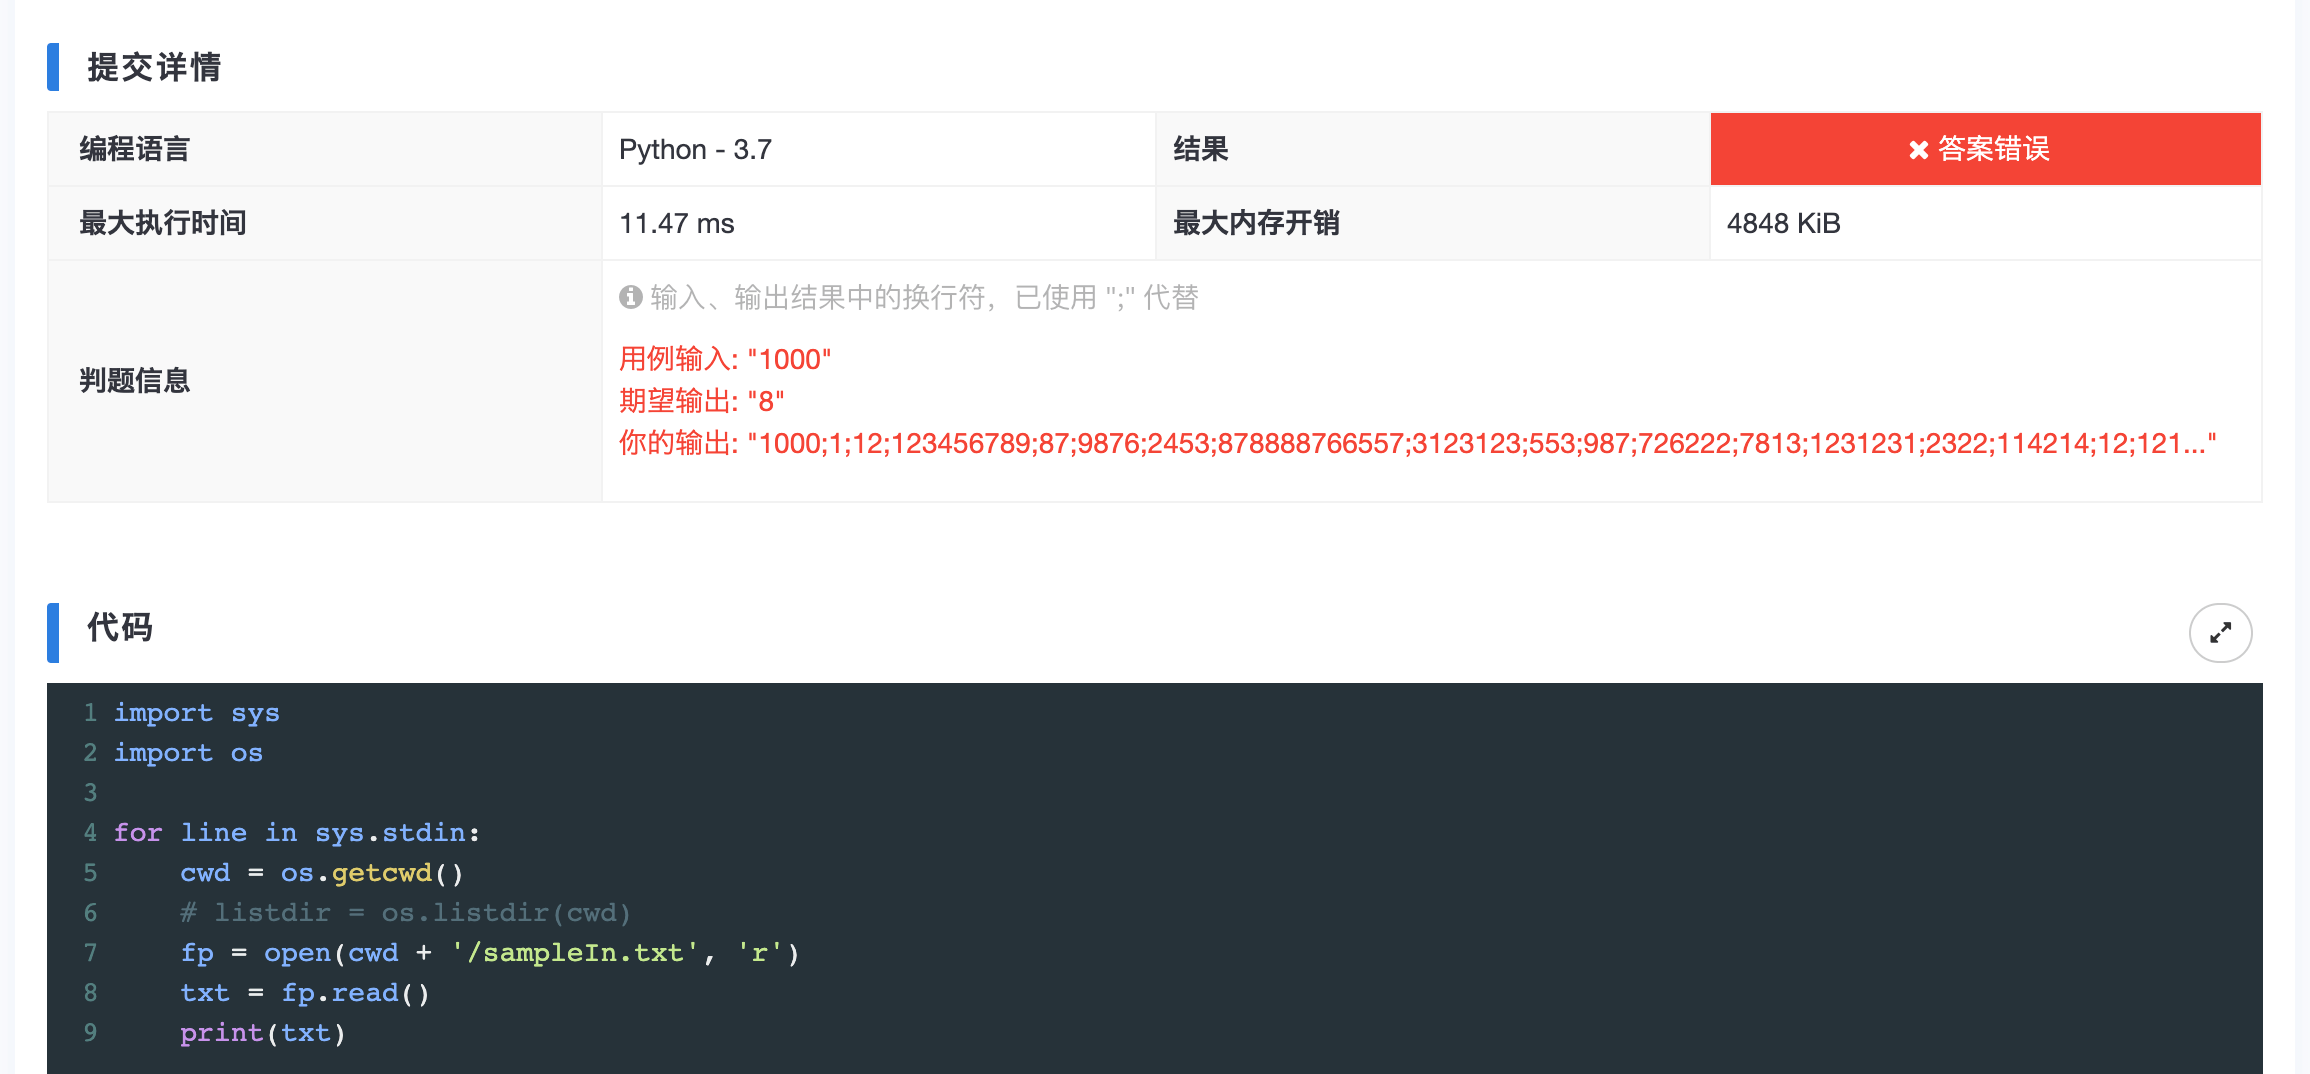 提交详情
编程语言 Python - 3.7 结果 ✖ 答案错误
最大执行时间 11.47 ms 最大内存开销 4848 KiB
判题信息
输入、输出结果中的换行符，已使用 ";" 代替
用例输入: "1000"
期望输出: "8"
你的输出: "1000;1;12;123456789;87;9876;2453;878888766557;3123123;553;987;726222;7813;1231231;2322;114214;12;121..."
代码
1 import sys
2 import os
3
4 for line in sys.stdin:
5     cwd = os.getcwd()
6     # listdir = os.listdir(cwd)
7     fp = open(cwd + '/sampleIn.txt', 'r')
8     txt = fp.read()
9     print(txt)